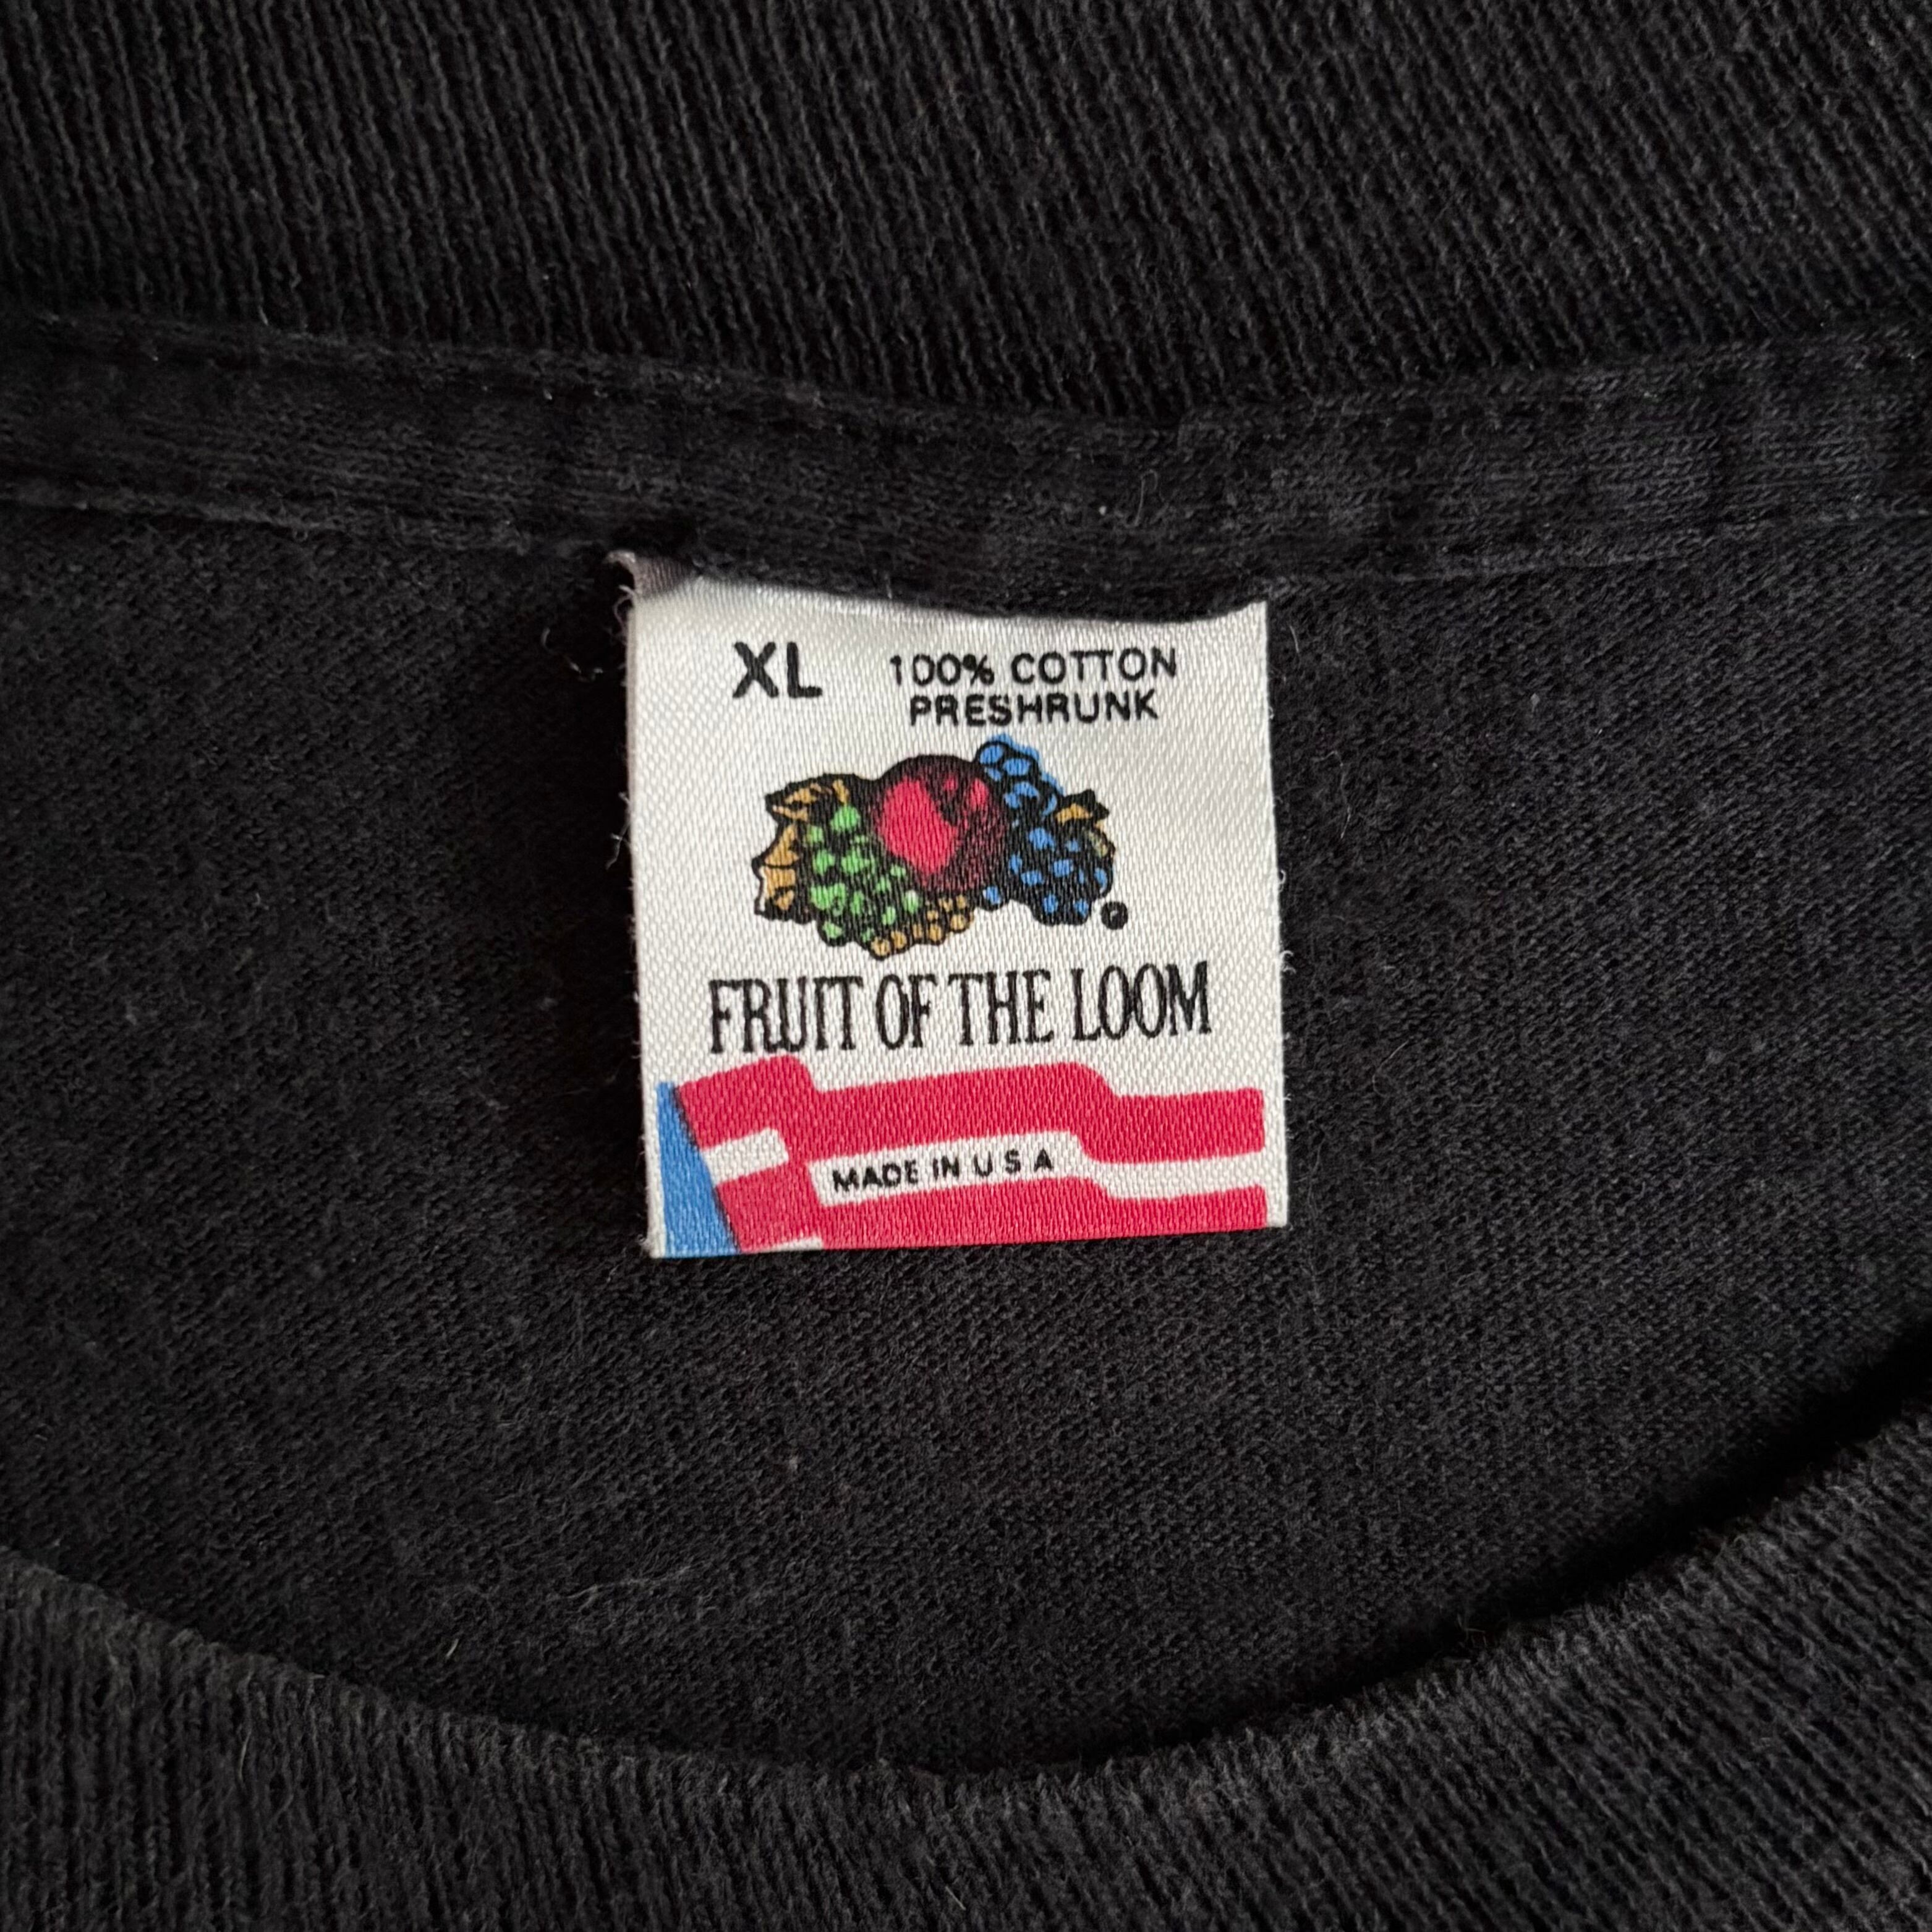 XL
100% COTTON
PRESHRUNK
FRUIT OF THE LOOM
MADE IN U S A